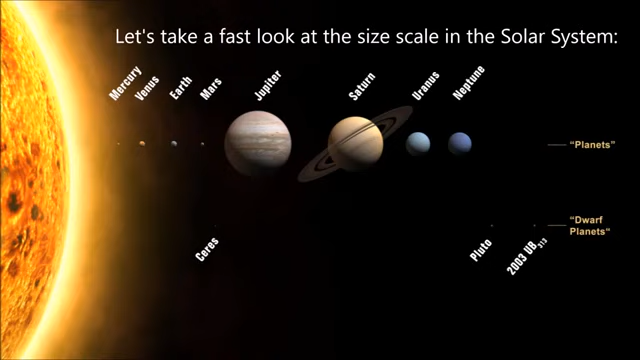 Let's take a fast look at the size scale in the Solar System:
Mercury
Venus
Earth
Mars
Jupiter
Saturn
Uranus
Neptune
"Planets"
Ceres
Pluto
2003 UB313
"Dwarf
Planets"